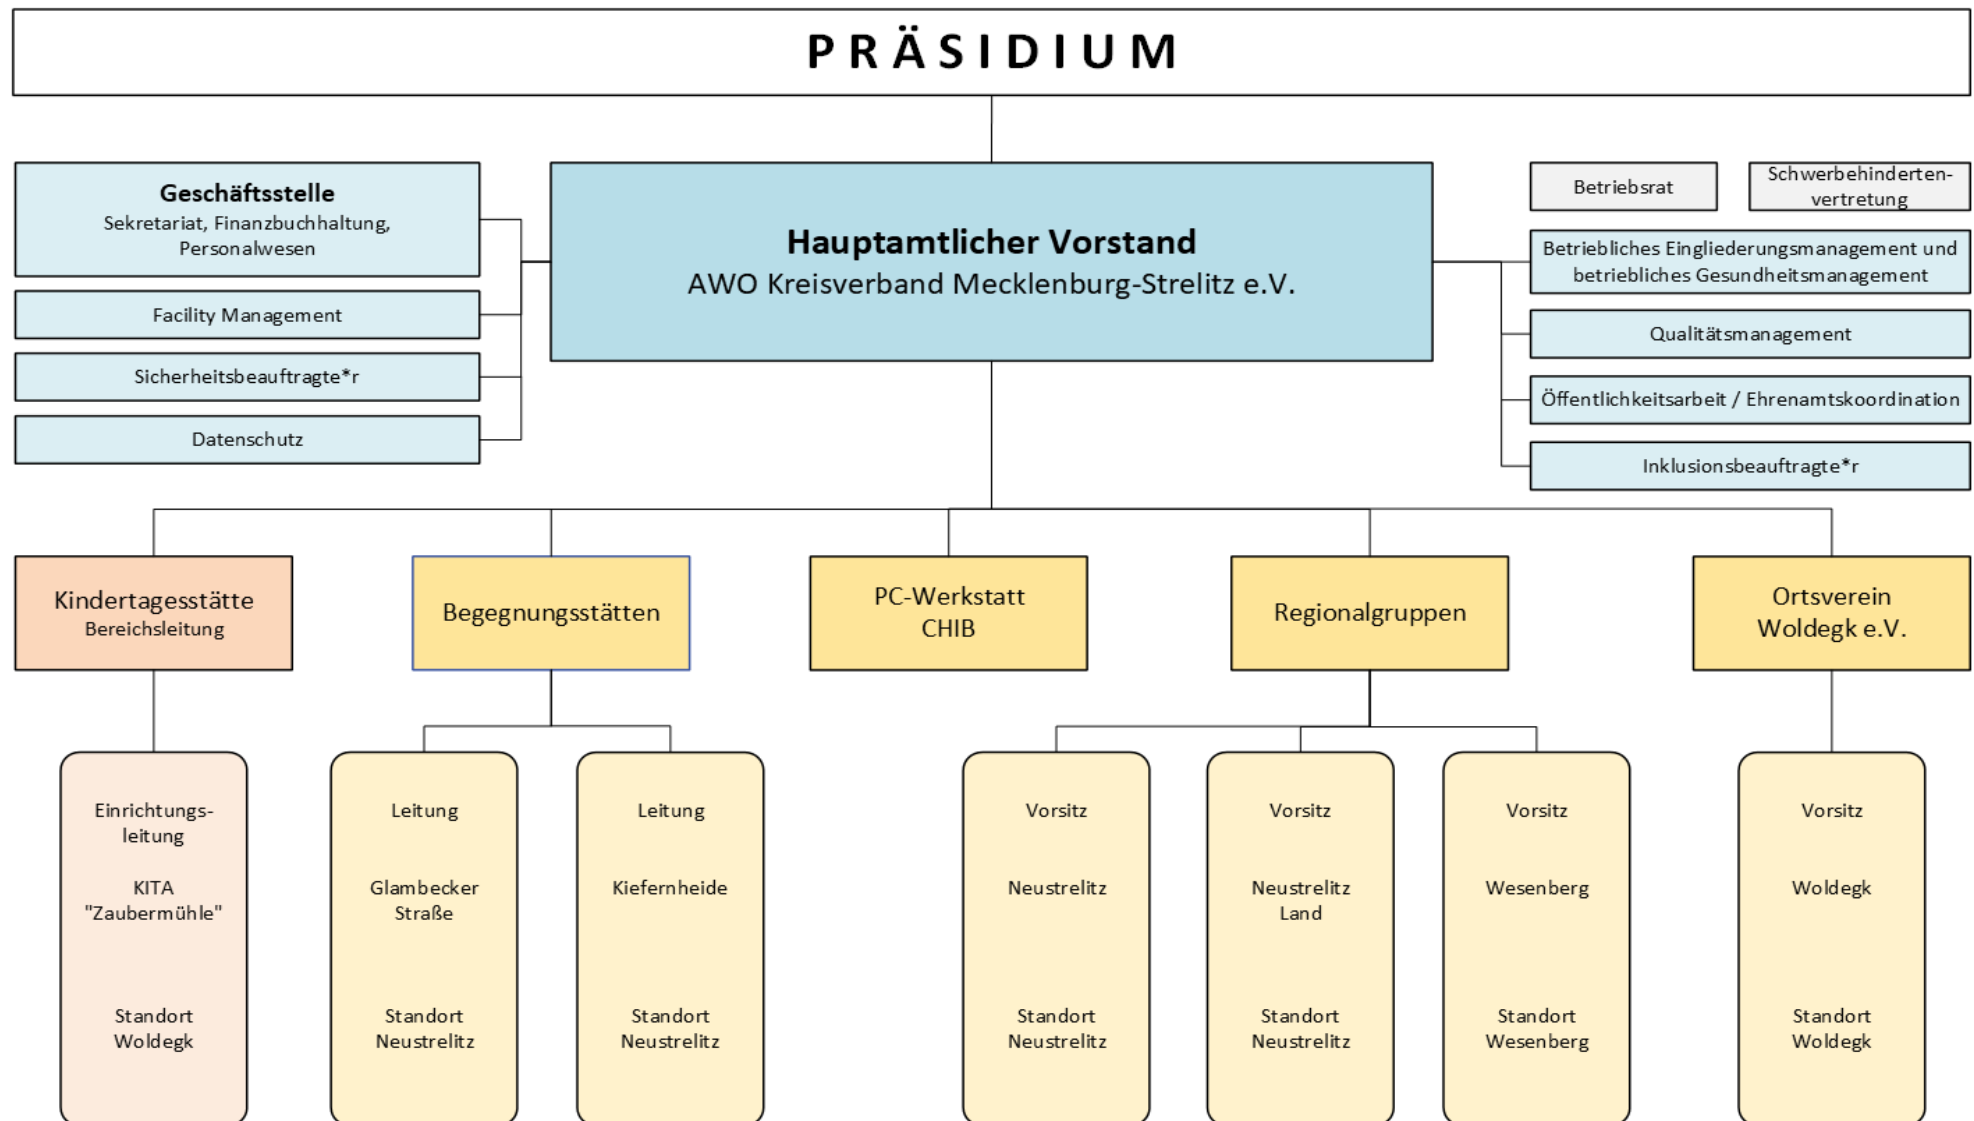 PRÄSIDIUM
Geschäftsstelle
Sekretariat, Finanzbuchhaltung,
Personalwesen
Facility Management
Sicherheitsbeauftragte*r
Datenschutz
Hauptamtlicher Vorstand
AWO Kreisverband Mecklenburg-Strelitz e.V.
Betriebsrat
Schwerbehinderten-
vertretung
Betriebliches Eingliederungsmanagement und
betriebliches Gesundheitsmanagement
Qualitätsmanagement
Öffentlichkeitsarbeit / Ehrenamtskoordination
Inklusionsbeauftragte*r
Kindertagesstätte
Bereichsleitung
Begegnungsstätten
PC-Werkstatt
CHIB
Regionalgruppen
Ortsverein
Woldegk e.V.
Einrichtungs-
leitung
KITA
"Zaubermühle"
Standort
Woldegk
Leitung
Glambecker
Straße
Standort
Neustrelitz
Leitung
Kiefernheide
Standort
Neustrelitz
Vorsitz
Neustrelitz
Standort
Neustrelitz
Vorsitz
Neustrelitz
Land
Standort
Neustrelitz
Vorsitz
Wesenberg
Standort
Wesenberg
Vorsitz
Woldegk
Standort
Woldegk